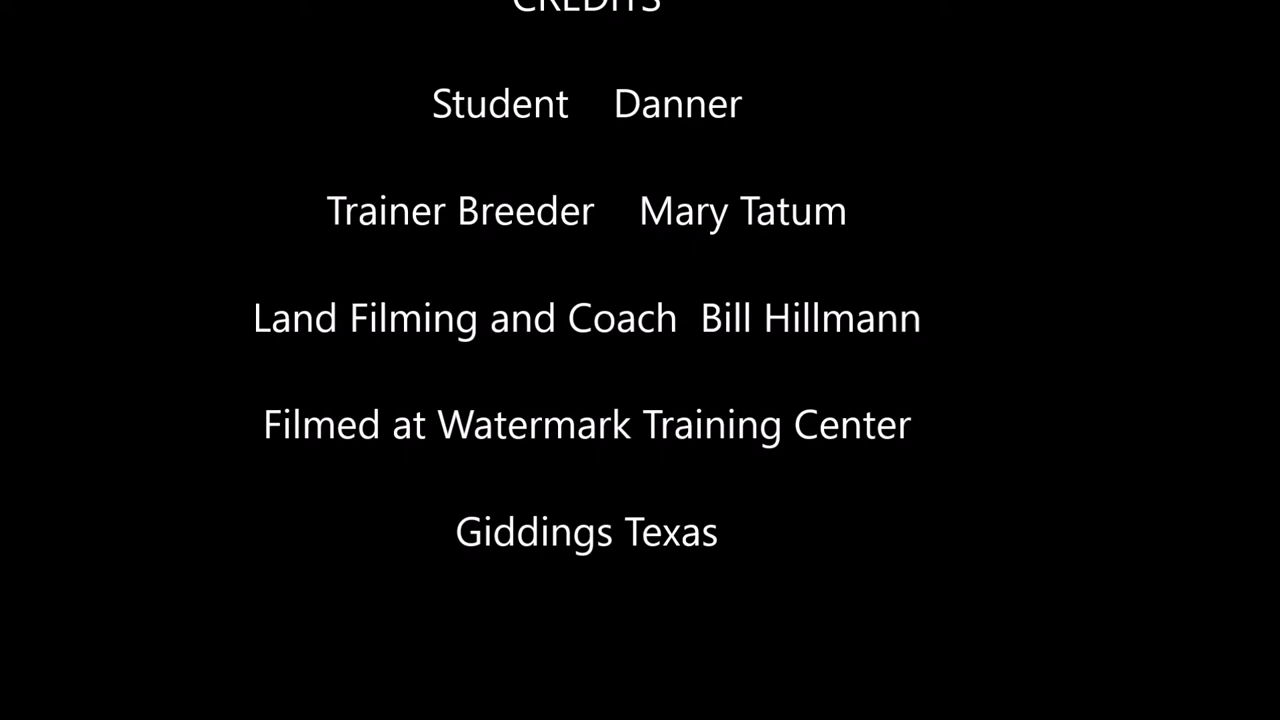 CREDITS
Student Danner
Trainer Breeder Mary Tatum
Land Filming and Coach Bill Hillmann
Filmed at Watermark Training Center
Giddings Texas